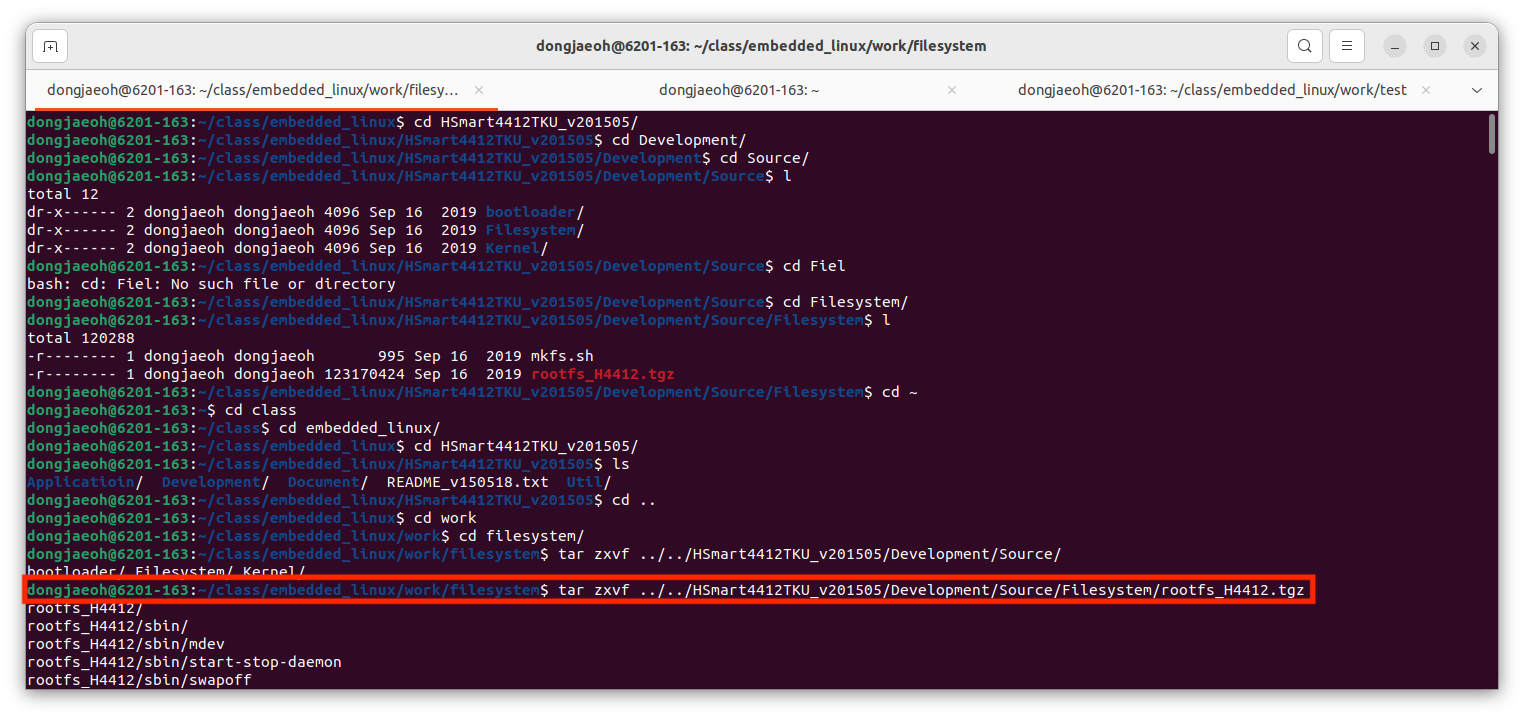 dongjaeoh@6201-163: ~/class/embedded_linux/work/filesystem
dongjaeoh@6201-163: ~/class/embedded_linux/work/filesy…
dongjaeoh@6201-163: ~
dongjaeoh@6201-163: ~/class/embedded_linux/work/test
dongjaeoh@6201-163:~/class/embedded_linux$ cd HSmart4412TKU_v201505/
dongjaeoh@6201-163:~/class/embedded_linux/HSmart4412TKU_v201505$ cd Development/
dongjaeoh@6201-163:~/class/embedded_linux/HSmart4412TKU_v201505/Development$ cd Source/
dongjaeoh@6201-163:~/class/embedded_linux/HSmart4412TKU_v201505/Development/Source$ l
total 12
dr-x------ 2 dongjaeoh dongjaeoh 4096 Sep 16  2019 bootloader/
dr-x------ 2 dongjaeoh dongjaeoh 4096 Sep 16  2019 Filesystem/
dr-x------ 2 dongjaeoh dongjaeoh 4096 Sep 16  2019 Kernel/
dongjaeoh@6201-163:~/class/embedded_linux/HSmart4412TKU_v201505/Development/Source$ cd Fiel
bash: cd: Fiel: No such file or directory
dongjaeoh@6201-163:~/class/embedded_linux/HSmart4412TKU_v201505/Development/Source$ cd Filesystem/
dongjaeoh@6201-163:~/class/embedded_linux/HSmart4412TKU_v201505/Development/Source/Filesystem$ l
total 120288
-r-------- 1 dongjaeoh dongjaeoh       995 Sep 16  2019 mkfs.sh
-r-------- 1 dongjaeoh dongjaeoh 123170424 Sep 16  2019 rootfs_H4412.tgz
dongjaeoh@6201-163:~/class/embedded_linux/HSmart4412TKU_v201505/Development/Source/Filesystem$ cd ~
dongjaeoh@6201-163:~$ cd class
dongjaeoh@6201-163:~/class$ cd embedded_linux/
dongjaeoh@6201-163:~/class/embedded_linux$ cd HSmart4412TKU_v201505/
dongjaeoh@6201-163:~/class/embedded_linux/HSmart4412TKU_v201505$ ls
Applicatioin/  Development/  Document/  README_v150518.txt  Util/
dongjaeoh@6201-163:~/class/embedded_linux/HSmart4412TKU_v201505$ cd ..
dongjaeoh@6201-163:~/class/embedded_linux$ cd work
dongjaeoh@6201-163:~/class/embedded_linux/work$ cd filesystem/
dongjaeoh@6201-163:~/class/embedded_linux/work/filesystem$ tar zxvf ../../HSmart4412TKU_v201505/Development/Source/
bootloader/ Filesystem/ Kernel/
dongjaeoh@6201-163:~/class/embedded_linux/work/filesystem$ tar zxvf ../../HSmart4412TKU_v201505/Development/Source/Filesystem/rootfs_H4412.tgz
rootfs_H4412/
rootfs_H4412/sbin/
rootfs_H4412/sbin/mdev
rootfs_H4412/sbin/start-stop-daemon
rootfs_H4412/sbin/swapoff